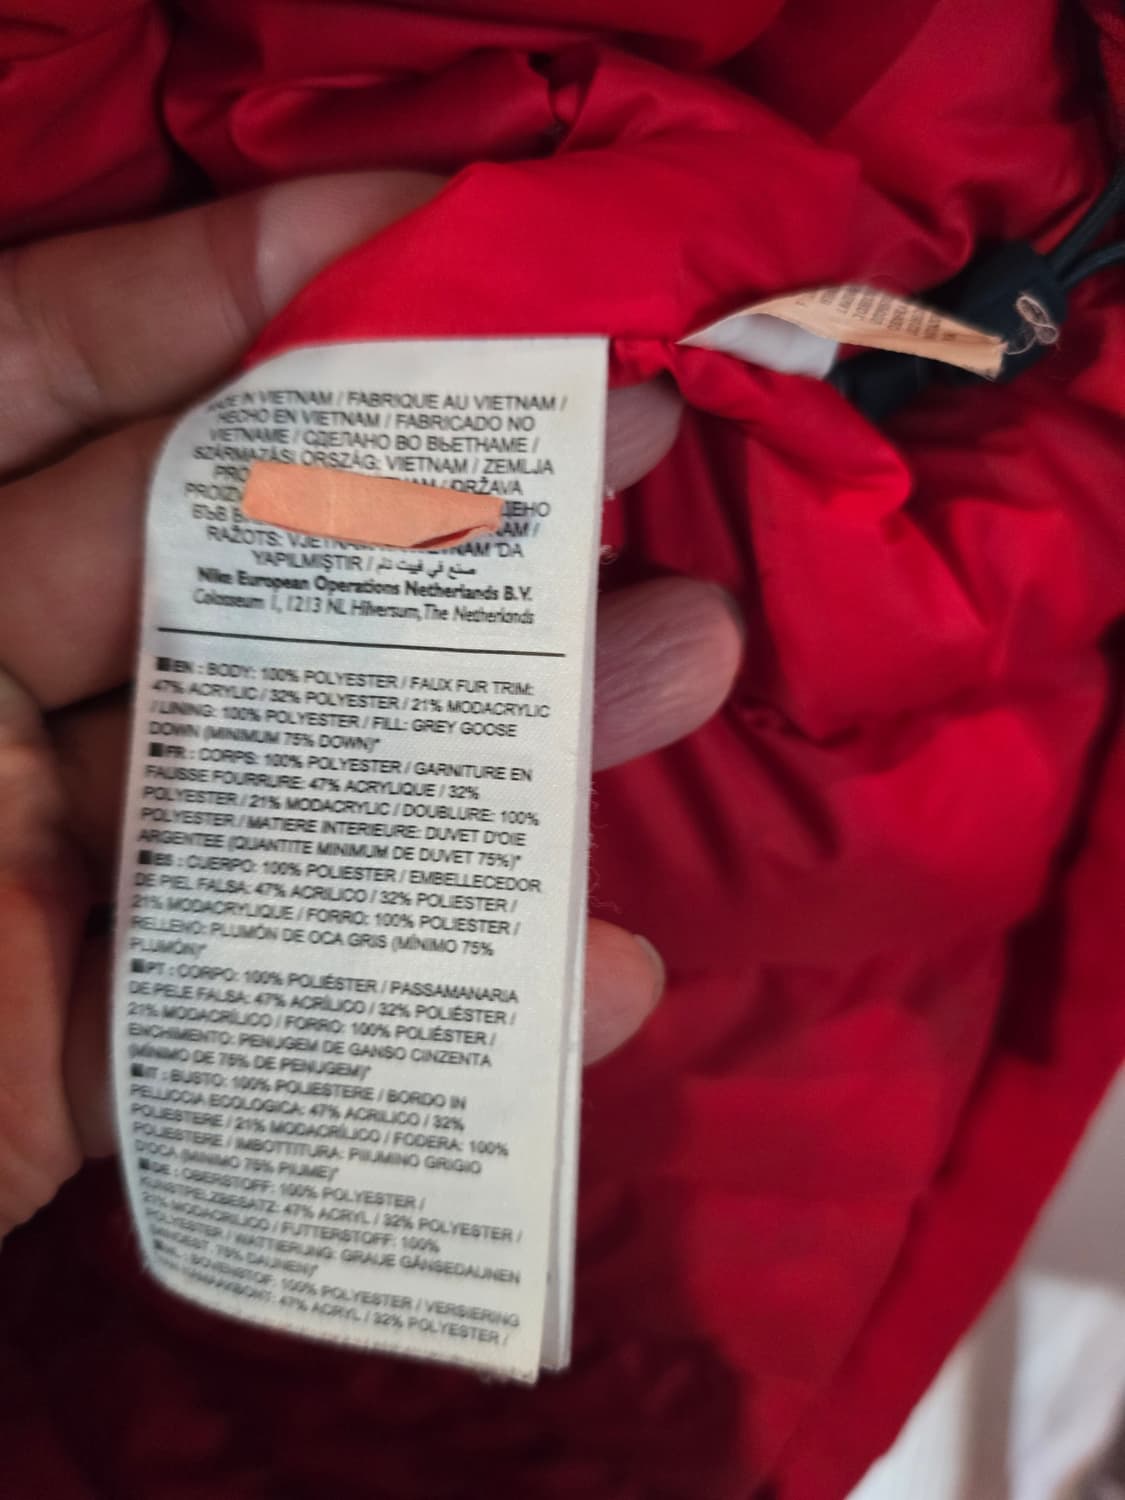 IN VIETNAM / FABRIQUE AU VIETNAM /
HECHO EN VIETNAM / FABRICADO NO
VIETNAME / СДЕЛАНО ВО ВЬЕТНАМЕ /
SZÁRMAZÁSI ORSZÁG: VIETNAM / ZEMLJA
DRŽAVA
ВЪВ
RAŽOTS: DA
YAPILMIŞTIR / صنع في فيت نام
Nike European Operations Netherlands B.V.
Colosseum 1, 1213 NL Hilversum, The Netherlands
EN : BODY: 100% POLYESTER / FAUX FUR TRIM:
47% ACRYLIC / 32% POLYESTER / 21% MODACRYLIC
/ LINING: 100% POLYESTER / FILL: GREY GOOSE
DOWN (MINIMUM 75% DOWN)*
FR : CORPS: 100% POLYESTER / GARNITURE EN
FAUSSE FOURRURE: 47% ACRYLIQUE / 32%
POLYESTER / 21% MODACRYLIC / DOUBLURE: 100%
POLYESTER / MATIERE INTERIEURE: DUVET D'OIE
ARGENTEE (QUANTITE MINIMUM DE DUVET 75%)*
ES : CUERPO: 100% POLIESTER / EMBELLECEDOR
DE PIEL FALSA: 47% ACRILICO / 32% POLIESTER /
21% MODACRYLIQUE / FORRO: 100% POLIESTER /
RELLENO: PLUMÓN DE OCA GRIS (MÍNIMO 75%
PLUMÓN)*
PT : CORPO: 100% POLIÉSTER / PASSAMANARIA
DE PELE FALSA: 47% ACRÍLICO / 32% POLIÉSTER /
21% MODACRÍLICO / FORRO: 100% POLIÉSTER /
ENCHIMENTO: PENUGEM DE GANSO CINZENTA
(MÍNIMO DE 75% DE PENUGEM)*
IT : BUSTO: 100% POLIESTERE / BORDO IN
PELLICCIA ECOLOGICA: 47% ACRILICO / 32%
POLIESTERE / 21% MODACRÍLICO / FODERA: 100%
POLIESTERE / IMBOTTITURA: PIUMINO GRIGIO
D'OCA (MINIMO 75% PIUME)*
DE : OBERSTOFF: 100% POLYESTER /
KUNSTPELZBESATZ: 47% ACRYL / 32% POLYESTER /
21% MODACRILICO / FUTTERSTOFF: 100%
POLYESTER / WATTIERUNG: GRAUE GÄNSEDAUNEN
75% DAUNEN)*
NL : BOVENSTOF: 100% POLYESTER / VERSIERING
47% ACRYL / 32% POLYESTER /